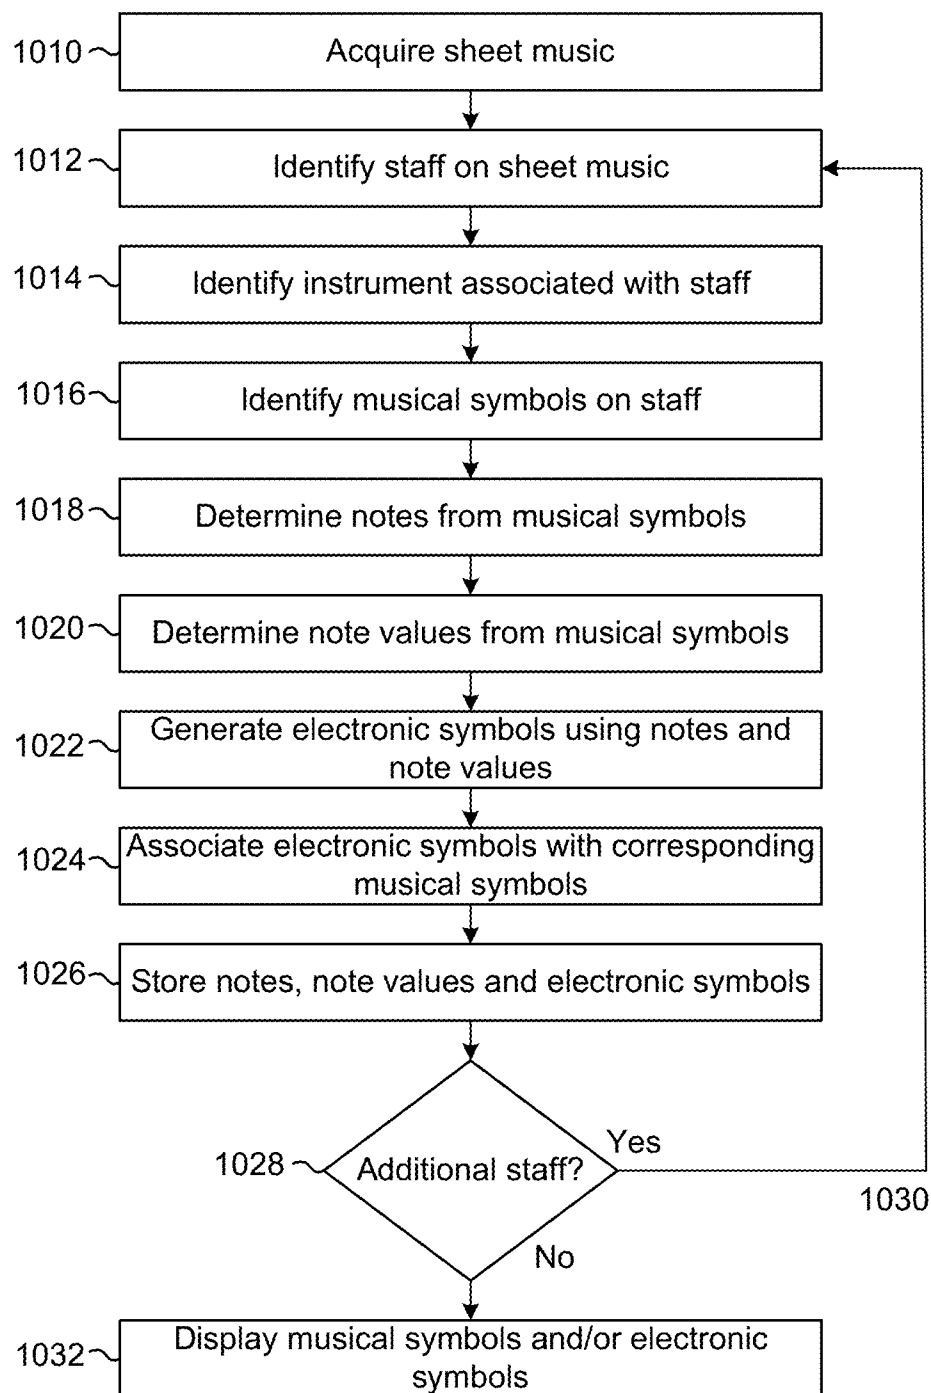 1010
Acquire sheet music
1012
Identify staff on sheet music
1014
Identify instrument associated with staff
1016
Identify musical symbols on staff
1018
Determine notes from musical symbols
1020
Determine note values from musical symbols
1022
Generate electronic symbols using notes and
note values
1024
Associate electronic symbols with corresponding
musical symbols
1026
Store notes, note values and electronic symbols
Yes
1028
Additional staff?
1030
No
1032
Display musical symbols and/or electronic
symbols